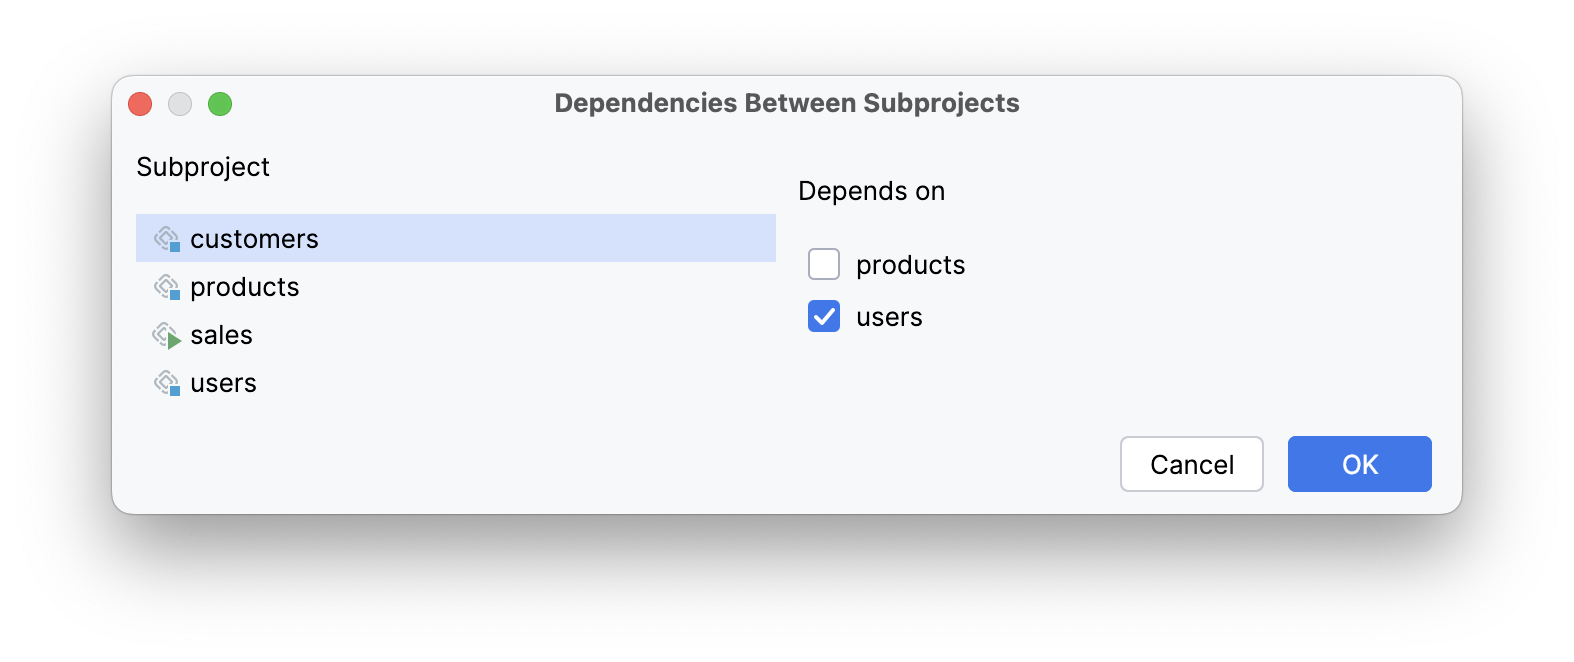 Dependencies Between Subprojects
Subproject
customers
products
sales
users
Depends on
products
users
Cancel
OK